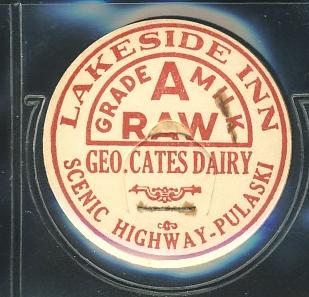 LAKESIDE INN
GRADE A MILK
RAW
GEO. CATES DAIRY
SCENIC HIGHWAY-PULASKI